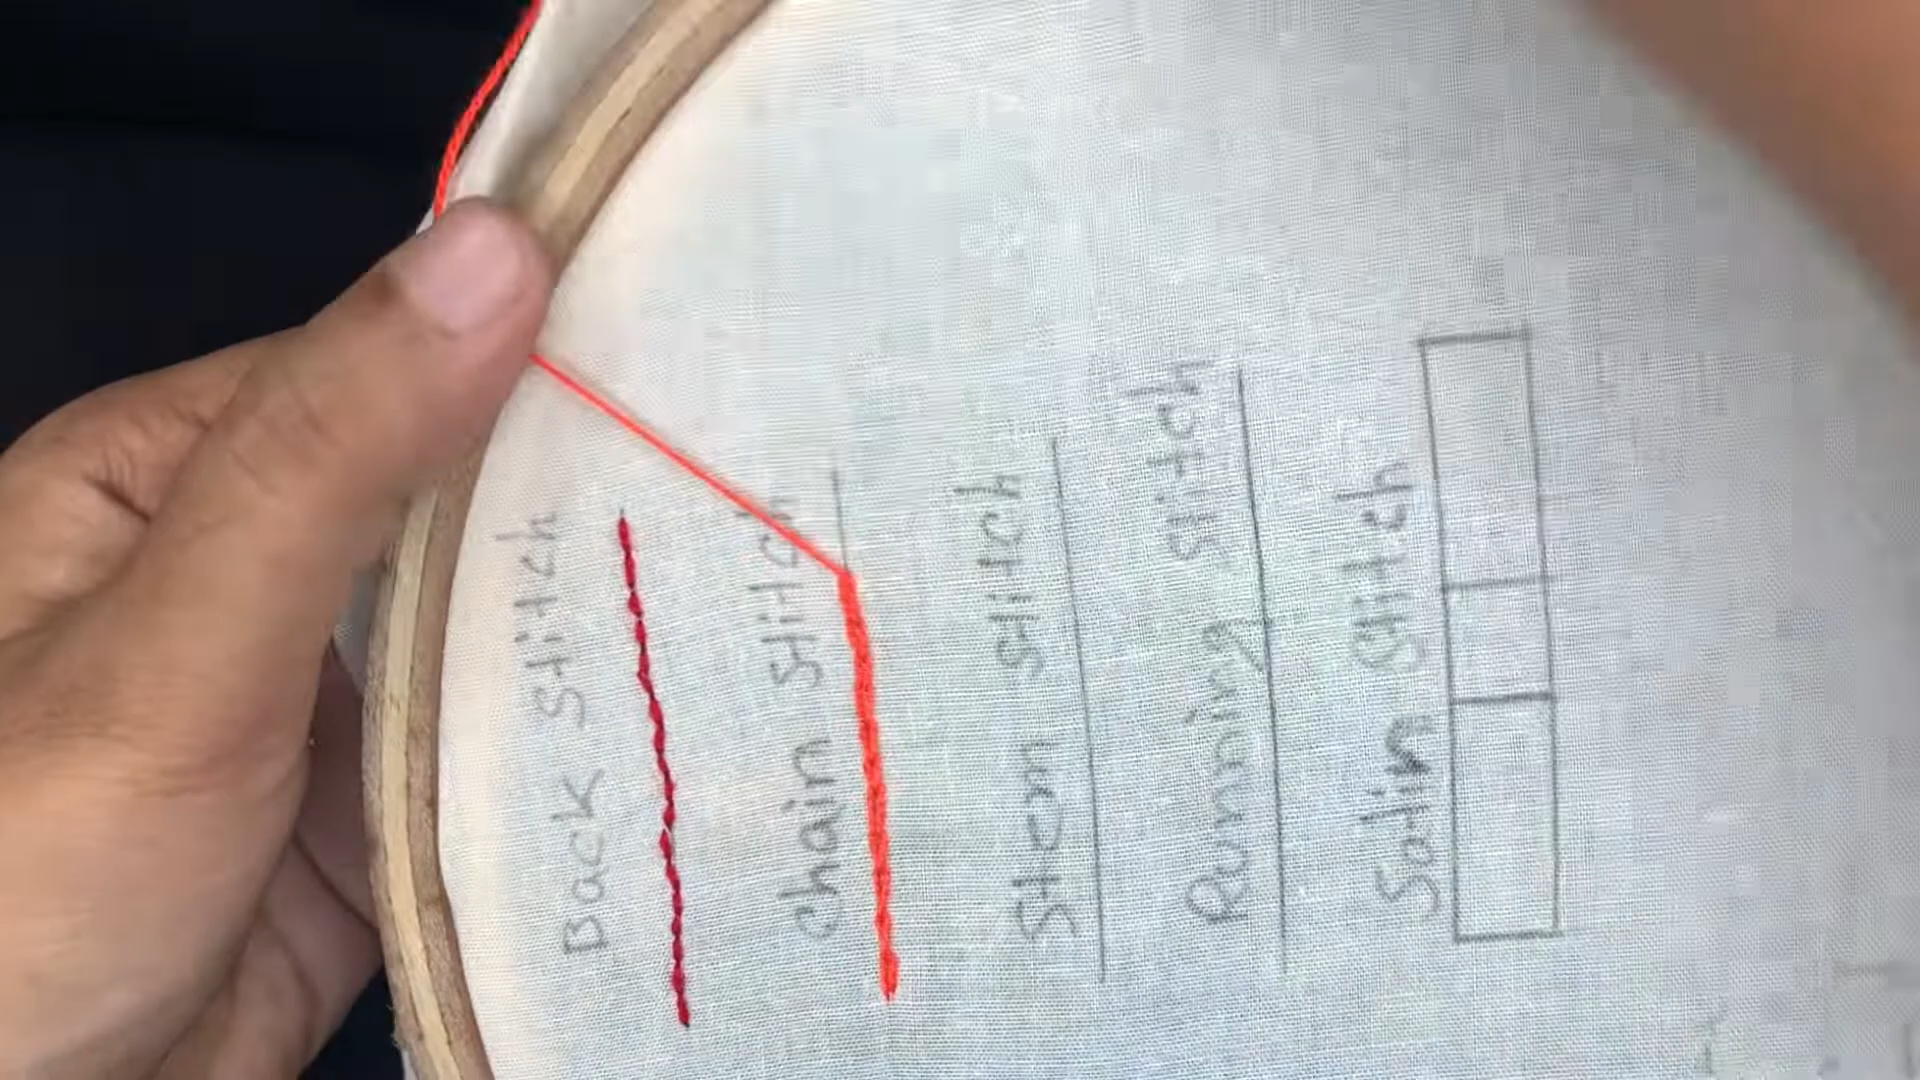 Back stitch
chain stitch
Stem stitch
Running stitch
Satin stitch